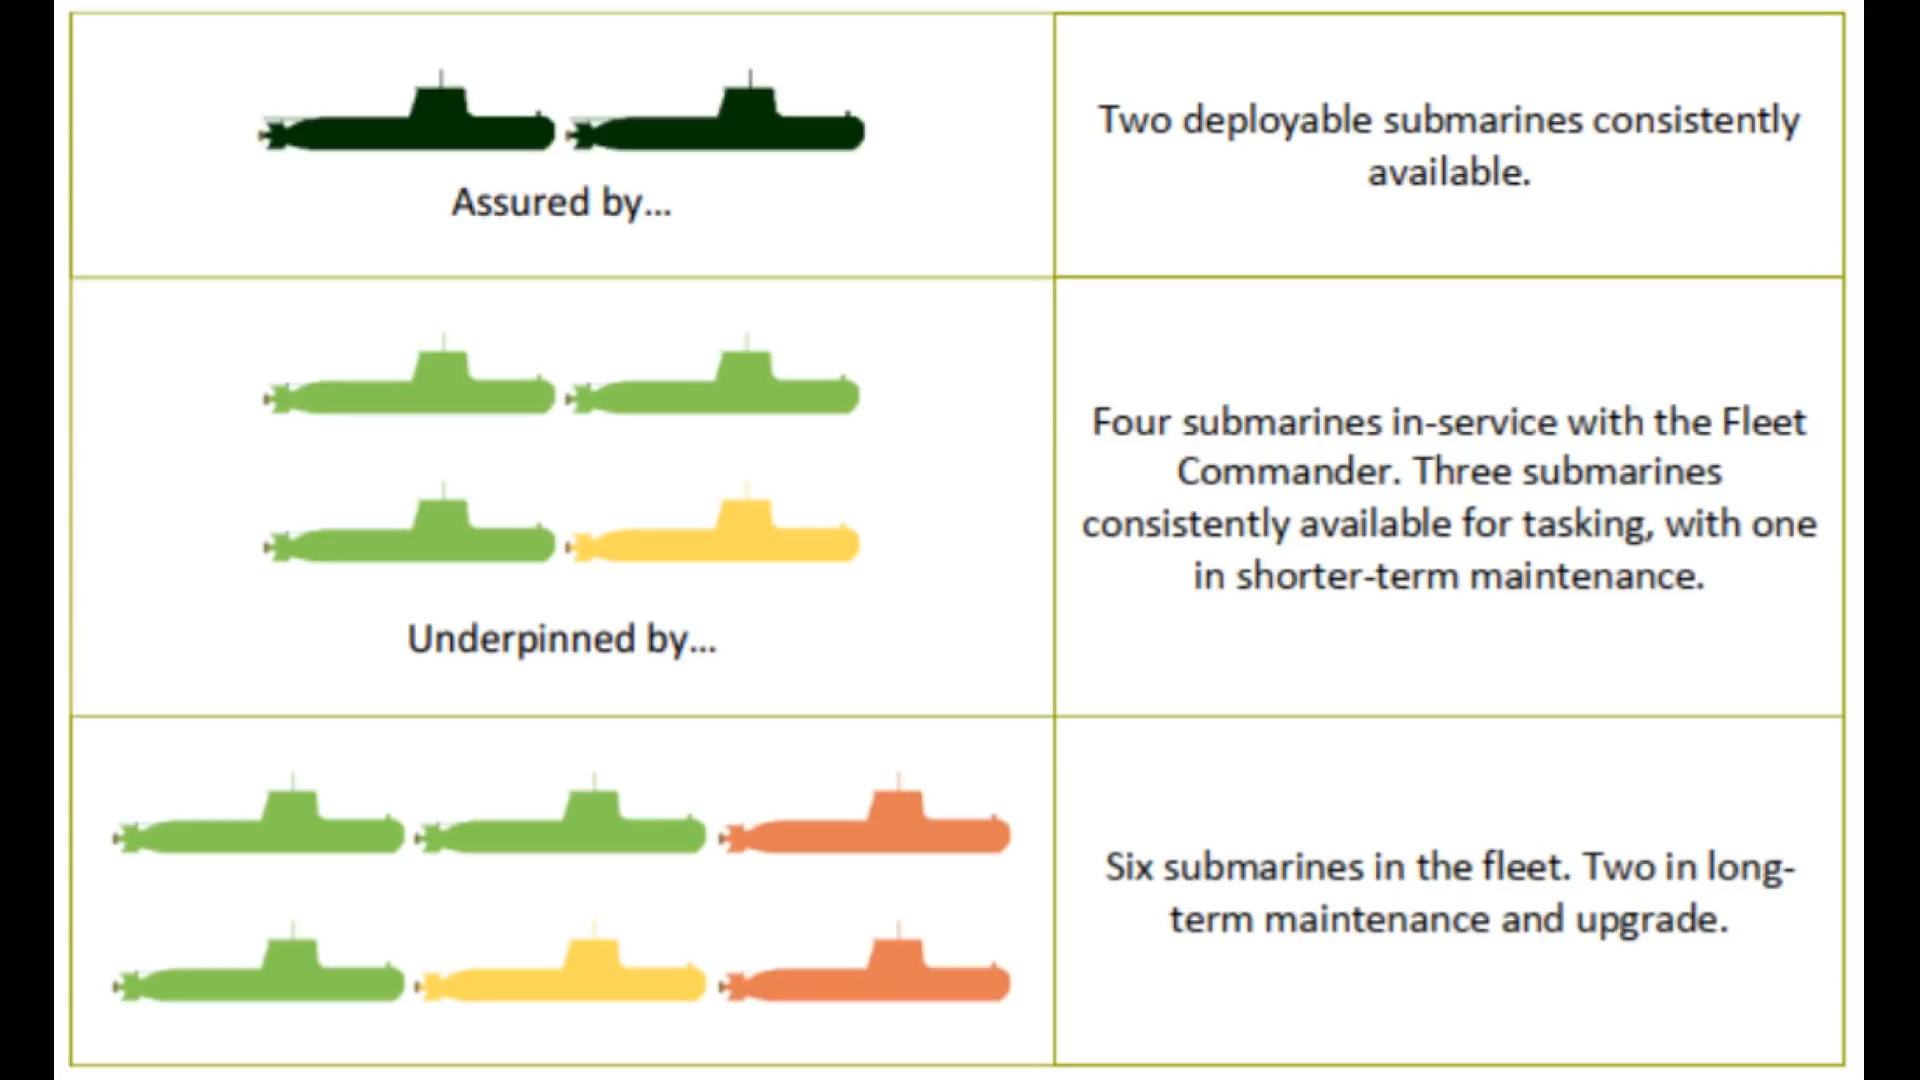 Two deployable submarines consistently
available.
Assured by...
Four submarines in-service with the Fleet
Commander. Three submarines
consistently available for tasking, with one
in shorter-term maintenance.
Underpinned by...
Six submarines in the fleet. Two in long-
term maintenance and upgrade.